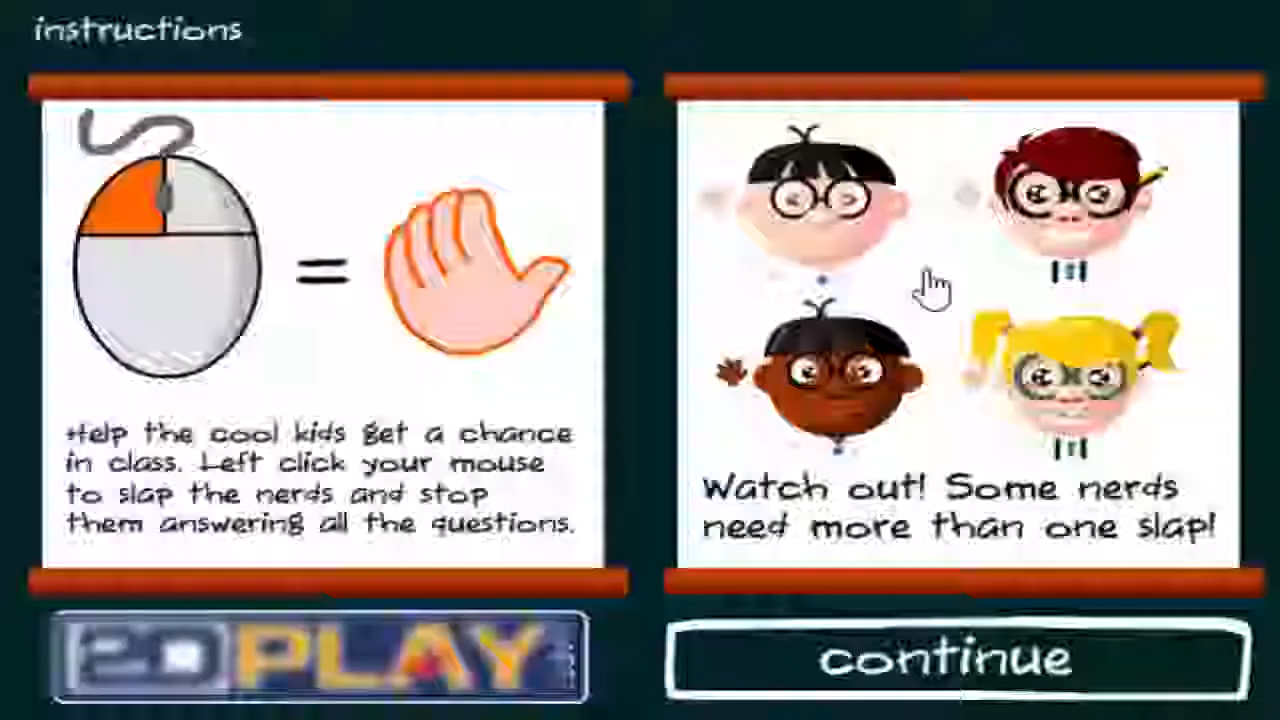 instructions
Help the cool kids get a chance
in class. Left click your mouse
to slap the nerds and stop
them answering all the questions.
Watch out! Some nerds
need more than one slap!
PLAY
continue